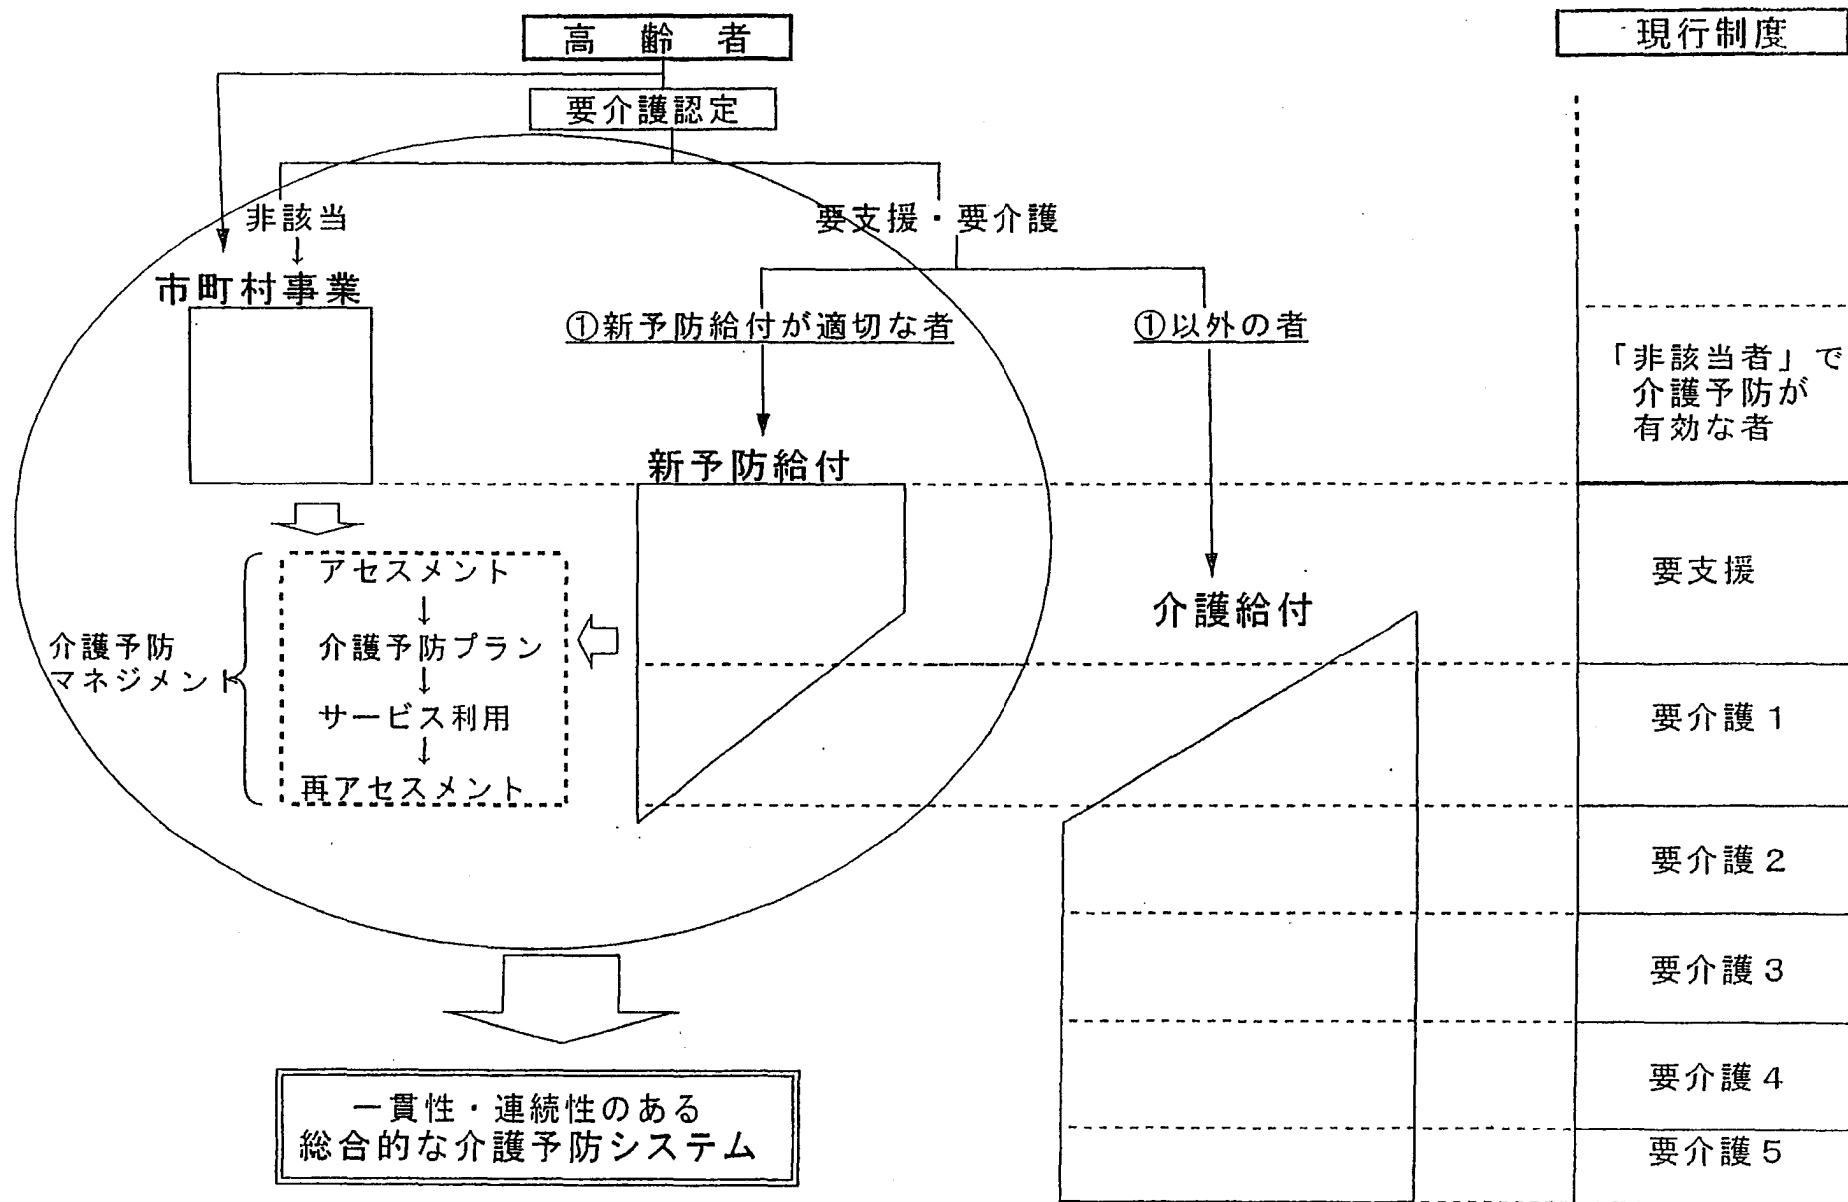 高齢者
現行制度
要介護認定
非該当
↓
要支援・要介護
市町村事業
①新予防給付が適切な者
①以外の者
「非該当者」で
介護予防が
有効な者
新予防給付
アセスメント
↓
介護予防プラン
↓
サービス利用
↓
再アセスメント
介護予防
マネジメント
介護給付
要支援
要介護1
要介護2
要介護3
要介護4
要介護5
一貫性・連続性のある
総合的な介護予防システム